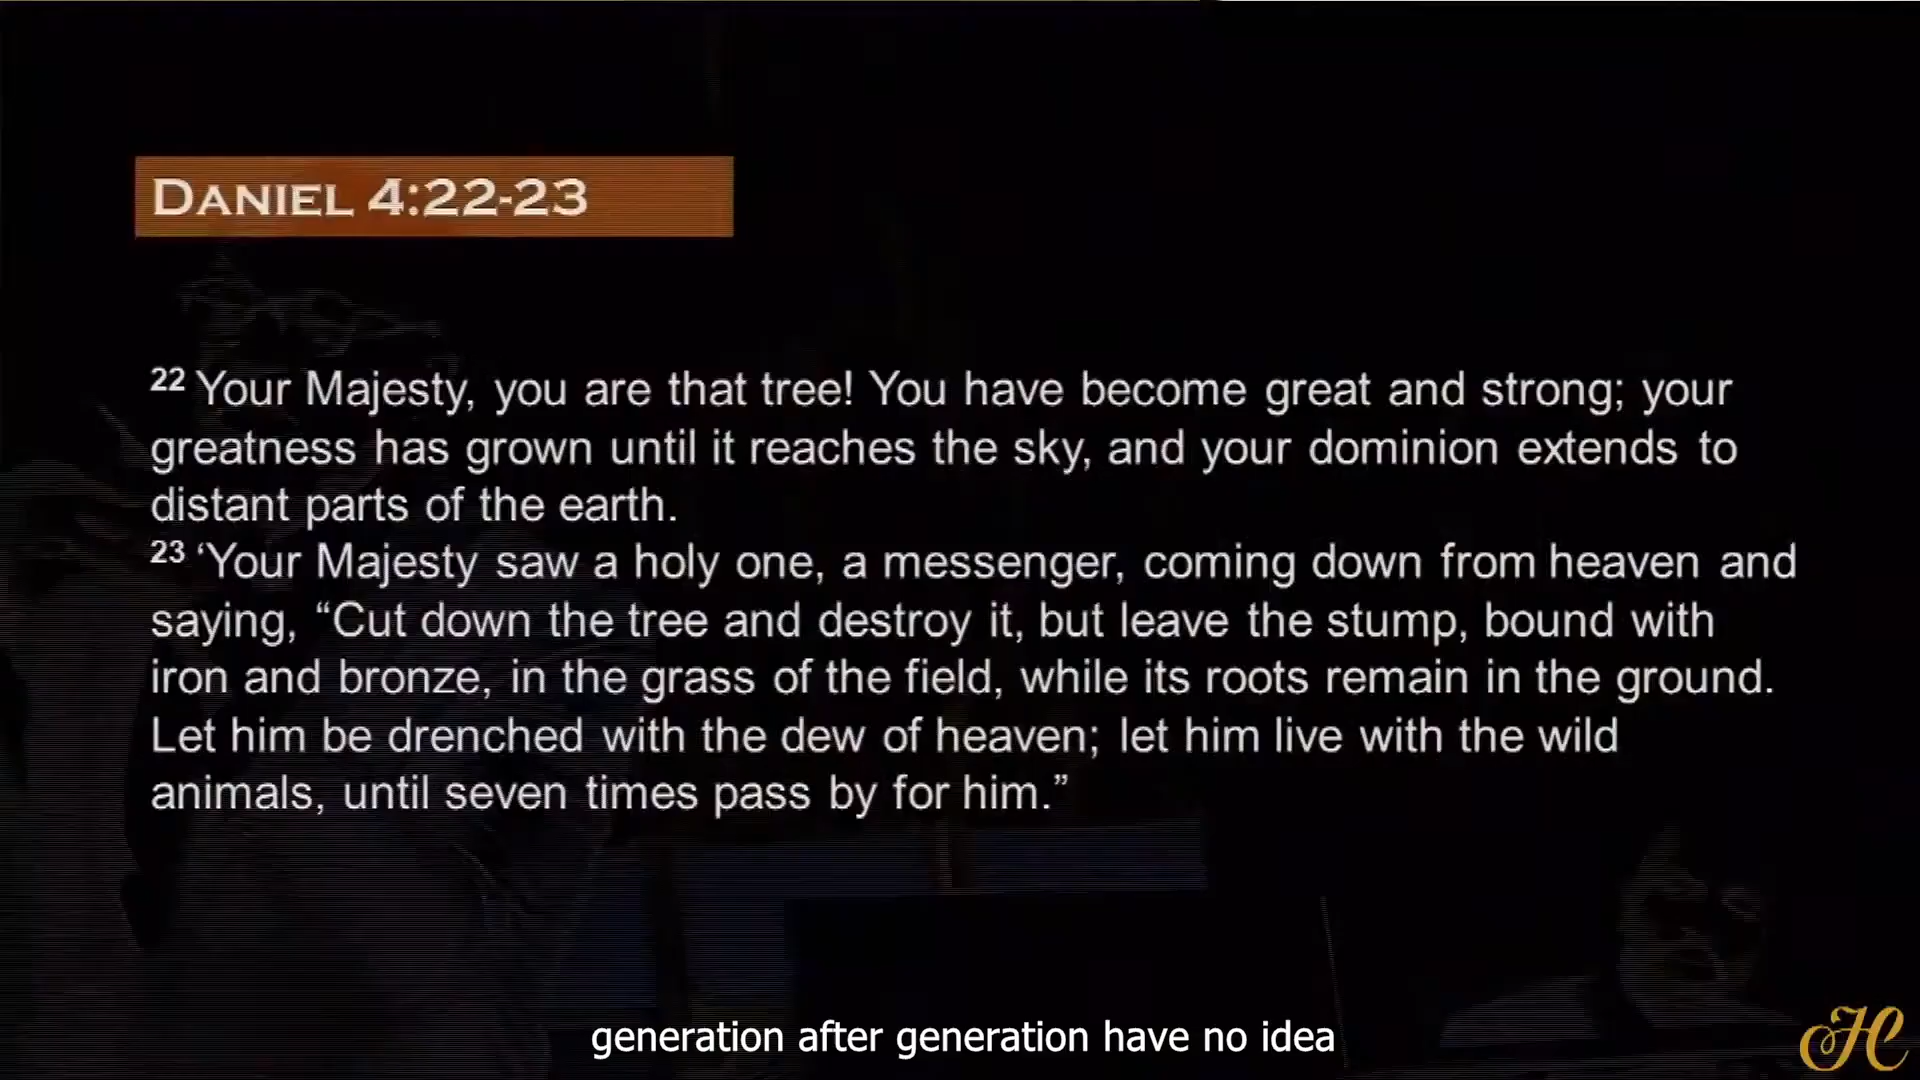 DANIEL 4:22-23
22 Your Majesty, you are that tree! You have become great and strong; your
greatness has grown until it reaches the sky, and your dominion extends to
distant parts of the earth.
23 ‘Your Majesty saw a holy one, a messenger, coming down from heaven and
saying, “Cut down the tree and destroy it, but leave the stump, bound with
iron and bronze, in the grass of the field, while its roots remain in the ground.
Let him be drenched with the dew of heaven; let him live with the wild
animals, until seven times pass by for him.”
generation after generation have no idea
H